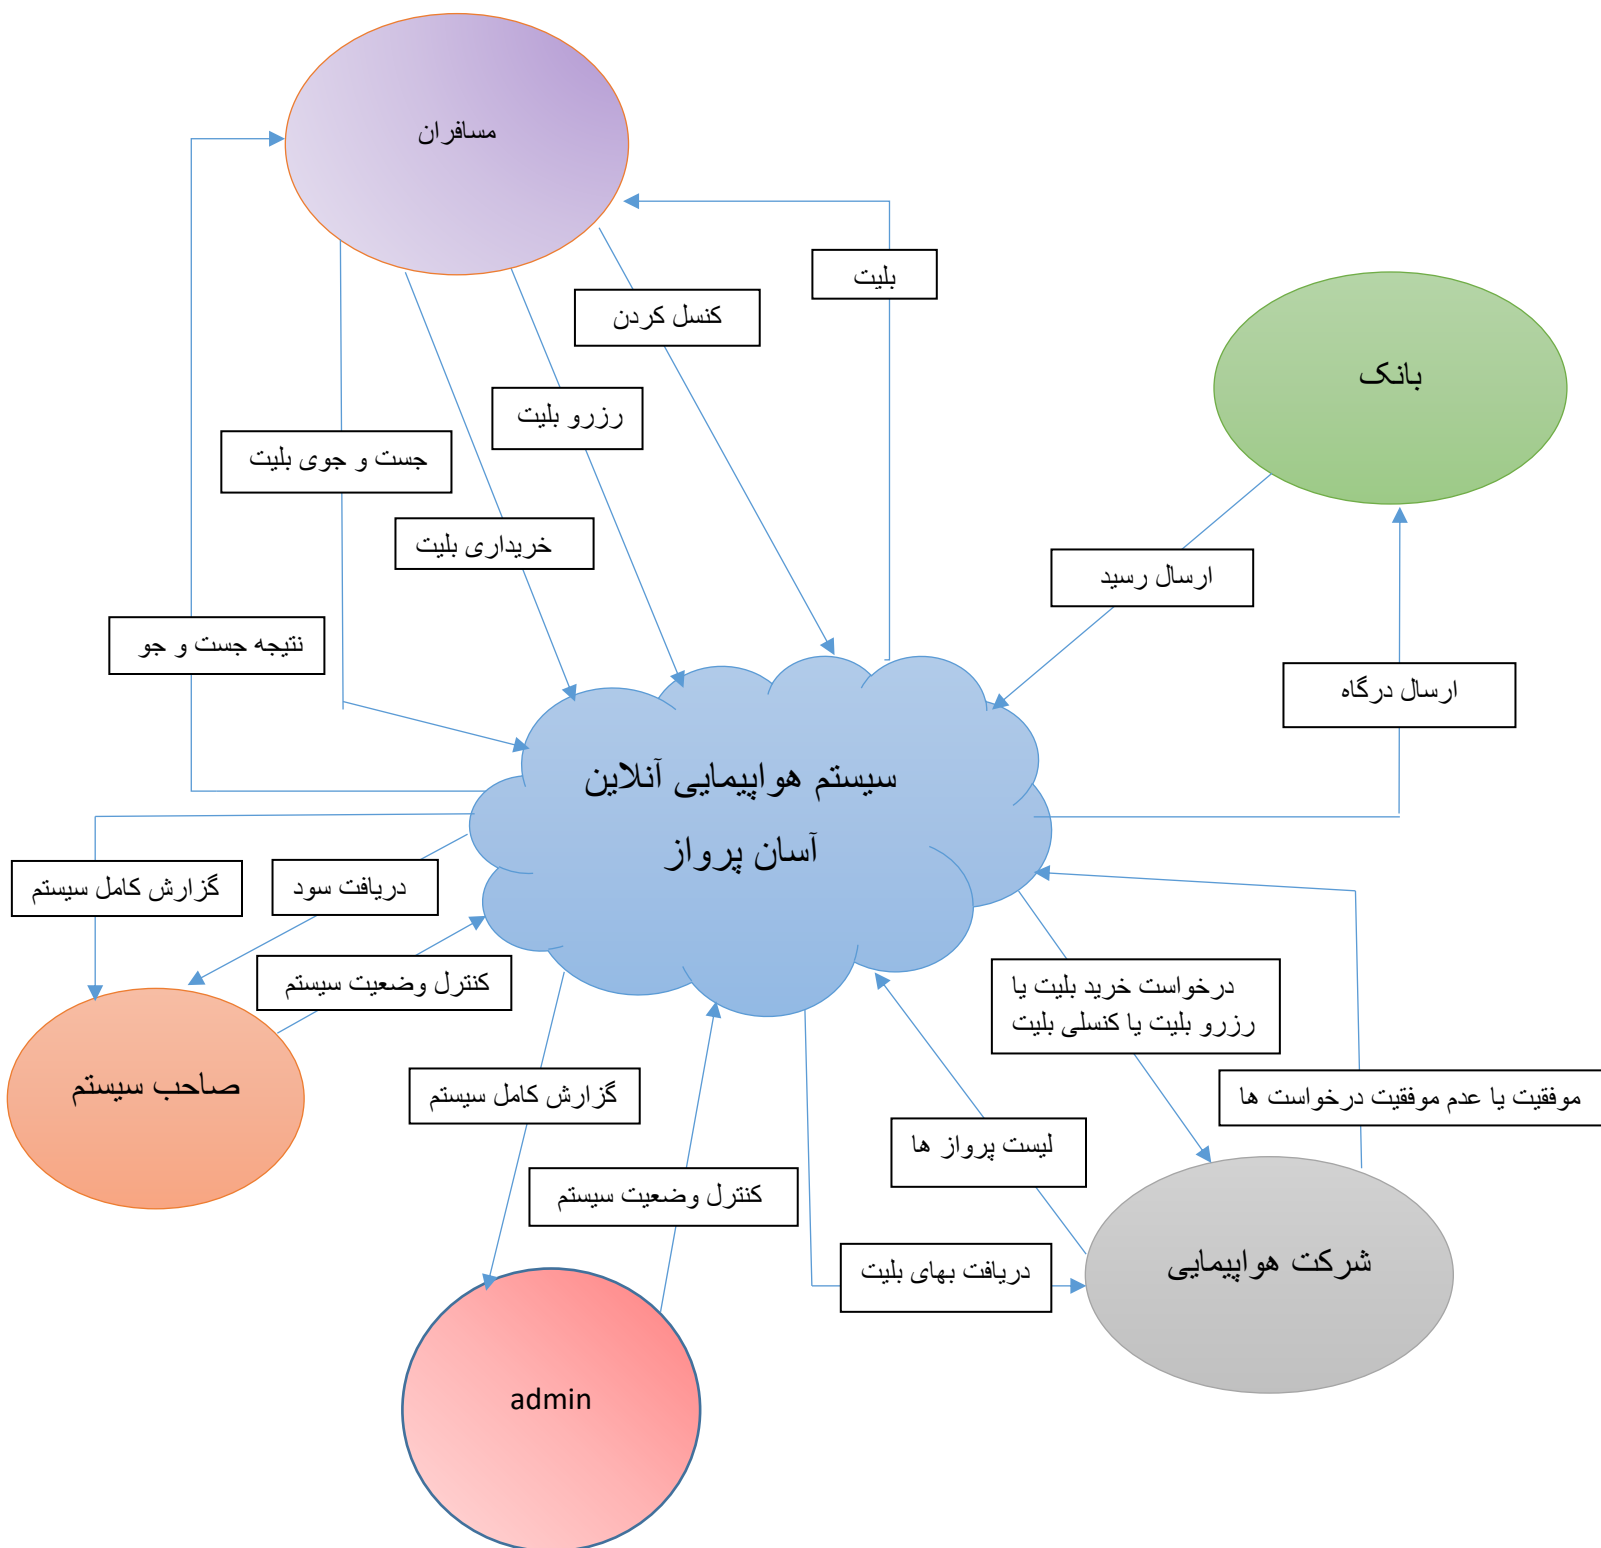 مسافران
بلیت
کنسل کردن
بانک
رزرو بلیت
جست و جوی بلیت
خریداری بلیت
ارسال رسید
نتیجه جست و جو
ارسال درگاه
سیستم هواپیمایی آنلاین
آسان پرواز
گزارش کامل سیستم
دریافت سود
کنترل وضعیت سیستم
درخواست خرید بلیت یا
رزرو بلیت یا کنسلی بلیت
صاحب سیستم
گزارش کامل سیستم
موفقیت یا عدم موفقیت درخواست ها
لیست پرواز ها
کنترل وضعیت سیستم
شرکت هواپیمایی
دریافت بهای بلیت
admin